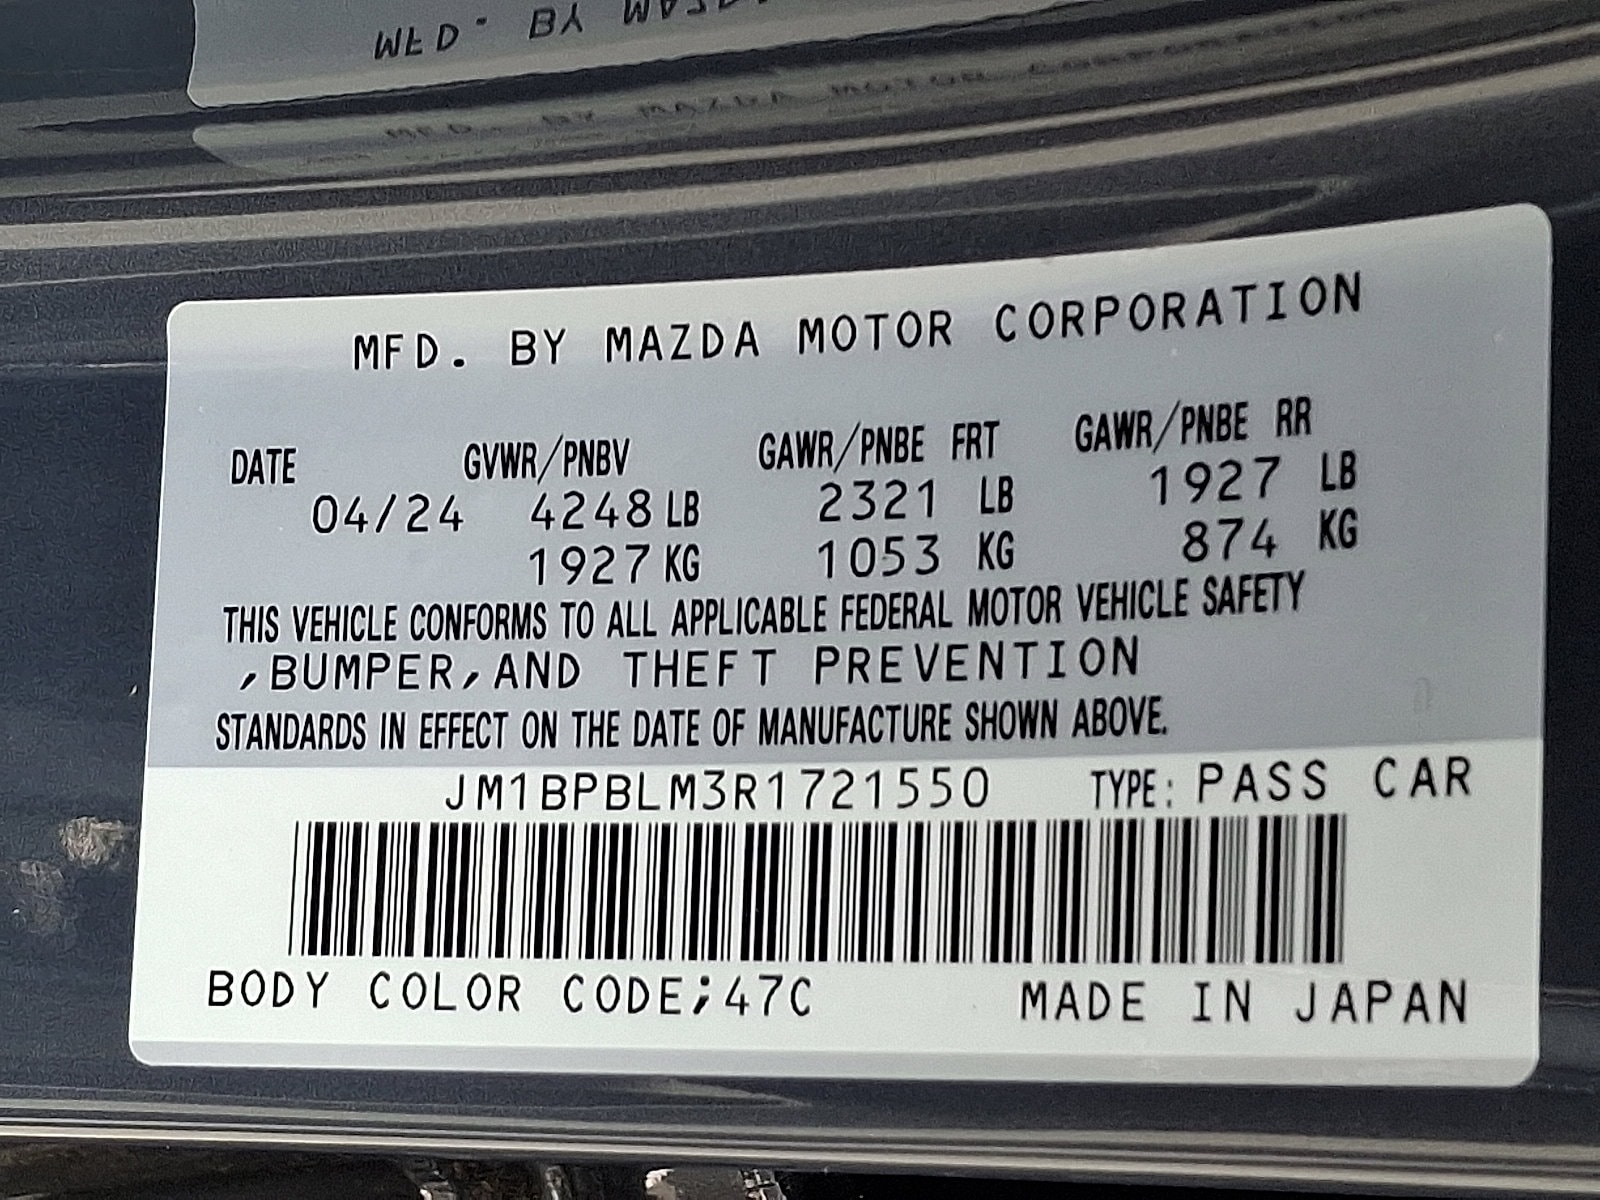 MFD. BY MAZDA MOTOR CORPORATION
DATE GVWR/PNBV GAWR/PNBE FRT GAWR/PNBE RR
04/24 4248 LB 2321 LB 1927 LB
1927 KG 1053 KG 874 KG
THIS VEHICLE CONFORMS TO ALL APPLICABLE FEDERAL MOTOR VEHICLE SAFETY
,BUMPER,AND THEFT PREVENTION
STANDARDS IN EFFECT ON THE DATE OF MANUFACTURE SHOWN ABOVE.
JM1BPBLM3R1721550 TYPE: PASS CAR
BODY COLOR CODE;47C MADE IN JAPAN